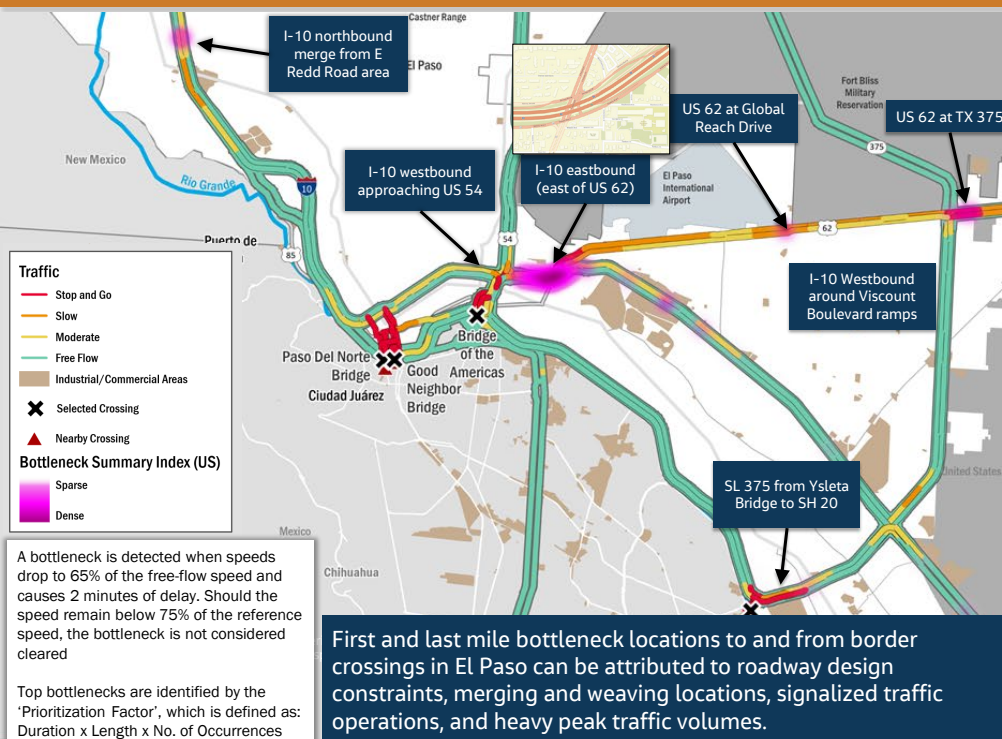 Castner Range
I-10 northbound
merge from E
Redd Road area
El Paso
Fort Bliss
Military
Reservation
US 62 at Global
Reach Drive
US 62 at TX 375
375
New Mexico
Rio Grande
10
I-10 westbound
approaching US 54
I-10 eastbound
(east of US 62)
El Paso
International
Airport
62
54
Puerto de
85
I-10 Westbound
around Viscount
Boulevard ramps
Traffic
Stop and Go
Slow
Moderate
Free Flow
Industrial/Commercial Areas
Selected Crossing
Nearby Crossing
Bottleneck Summary Index (US)
Sparse
Dense
Paso Del Norte
Bridge
Ciudad Juárez
Good
Neighbor
Bridge
Bridge
of the
Americas
SL 375 from Ysleta
Bridge to SH 20
United States
Mexico
Chihuahua
A bottleneck is detected when speeds
drop to 65% of the free-flow speed and
causes 2 minutes of delay. Should the
speed remain below 75% of the reference
speed, the bottleneck is not considered
cleared
Top bottlenecks are identified by the
‘Prioritization Factor’, which is defined as:
Duration x Length x No. of Occurrences
First and last mile bottleneck locations to and from border
crossings in El Paso can be attributed to roadway design
constraints, merging and weaving locations, signalized traffic
operations, and heavy peak traffic volumes.